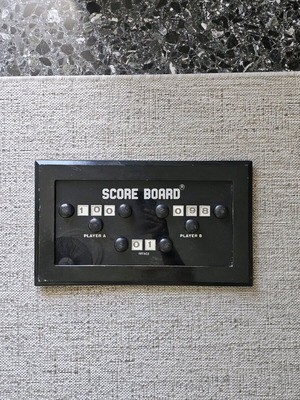 SCORE BOARD®
100 098
PLAYER A PLAYER B
01